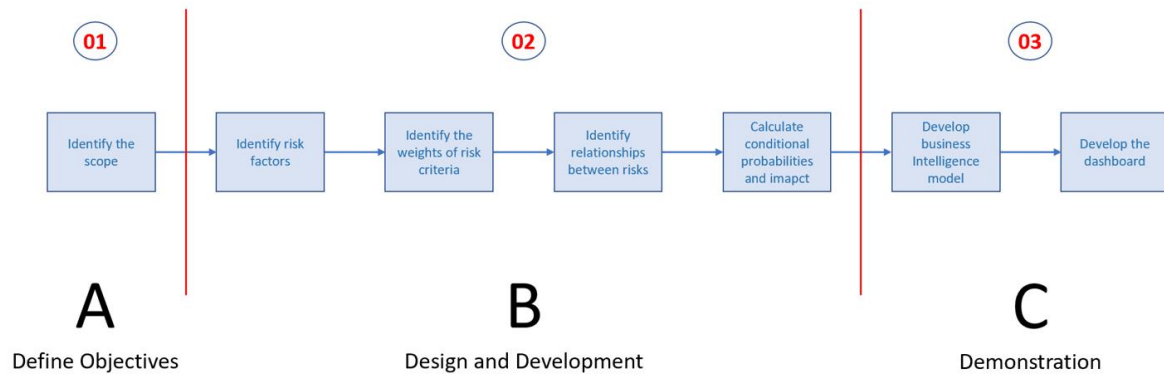 01
02
03
Identify the
scope
Identify risk
factors
Identify the
weights of risk
criteria
Identify
relationships
between risks
Calculate
conditional
probabilities
and imapct
Develop
business
Intelligence
model
Develop the
dashboard
A
B
C
Define Objectives
Design and Development
Demonstration